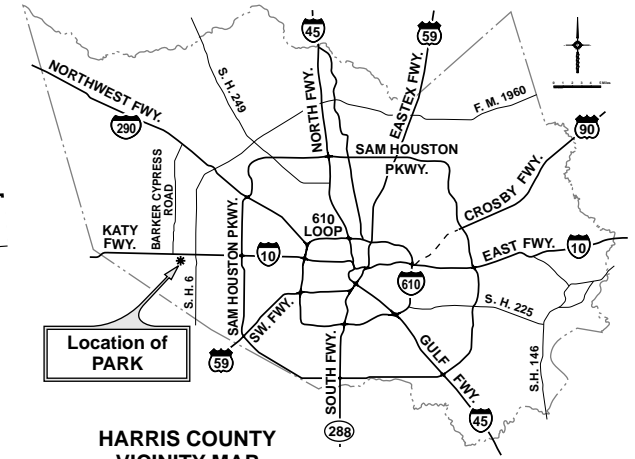 45
59
NORTHWEST FWY.
S. H. 249
NORTH FWY.
EASTEX FWY.
F. M. 1960
290
90
SAM HOUSTON
PKWY.
BARKER CYPRESS
ROAD
CROSBY FWY.
KATY
FWY.
SAM HOUSTON PKWY.
610
LOOP
10
EAST FWY.
10
S. H. 6
610
S. H. 225
Location of
PARK
SW. FWY.
59
SOUTH FWY.
GULF FWY.
S.H. 146
288
45
HARRIS COUNTY
VICINITY MAP